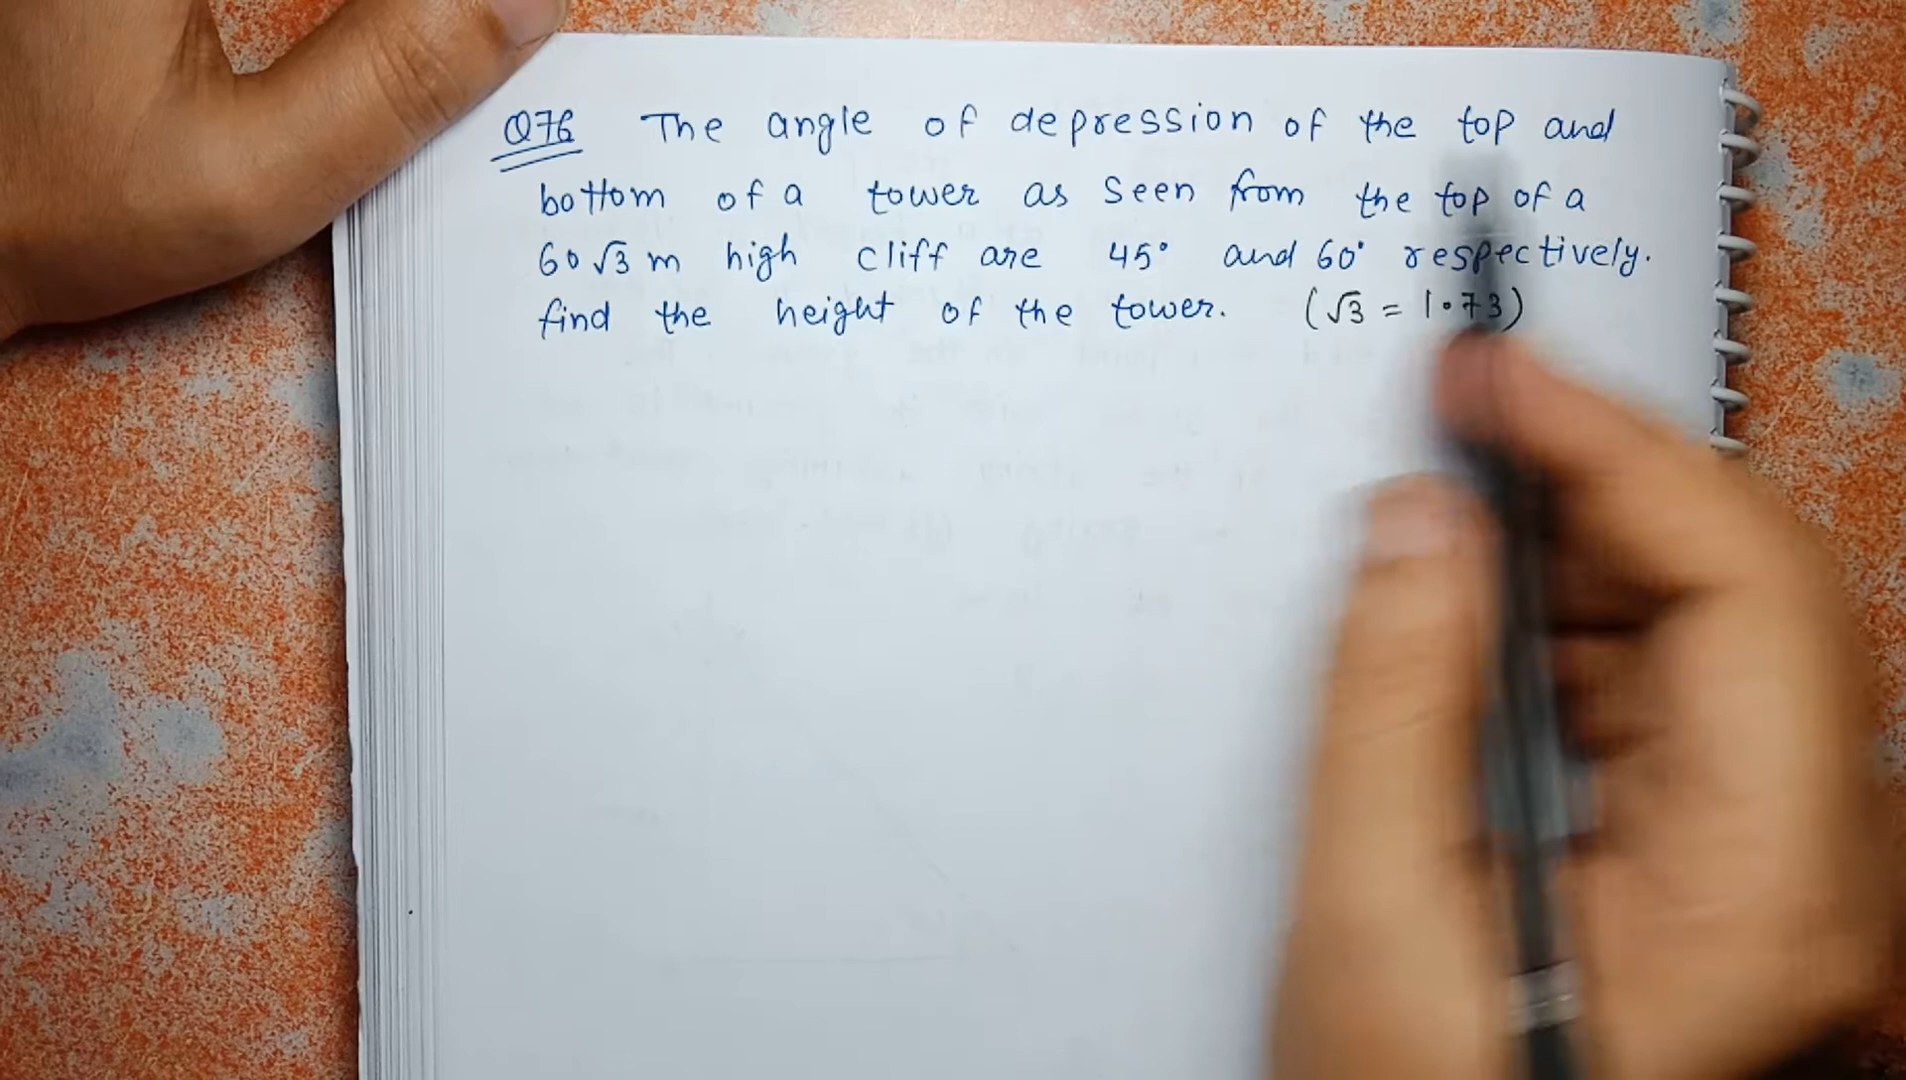 Q76 The angle of depression of the top and
bottom of a tower as seen from the top of a
60√3 m high cliff are 45° and 60° respectively.
find the height of the tower. (√3 = 1.73)